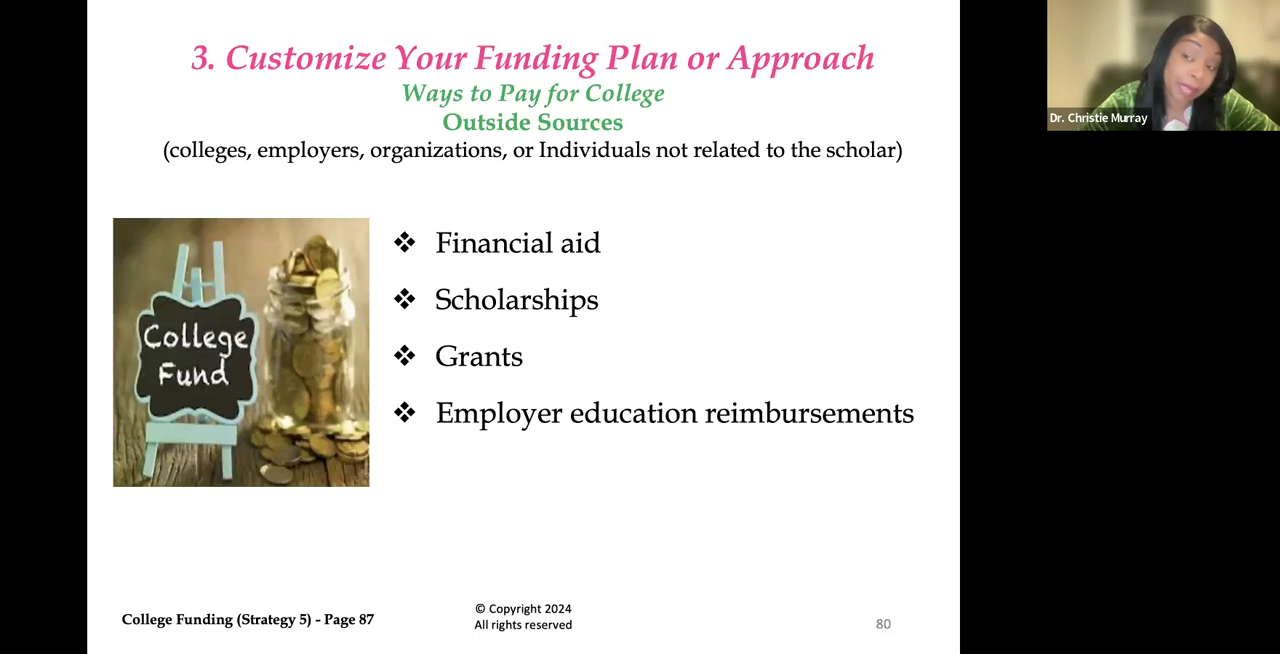 3. Customize Your Funding Plan or Approach
Ways to Pay for College
Outside Sources
(colleges, employers, organizations, or Individuals not related to the scholar)
Dr. Christie Murray
College
Fund
❖ Financial aid
❖ Scholarships
❖ Grants
❖ Employer education reimbursements
College Funding (Strategy 5) - Page 87
© Copyright 2024
All rights reserved
80